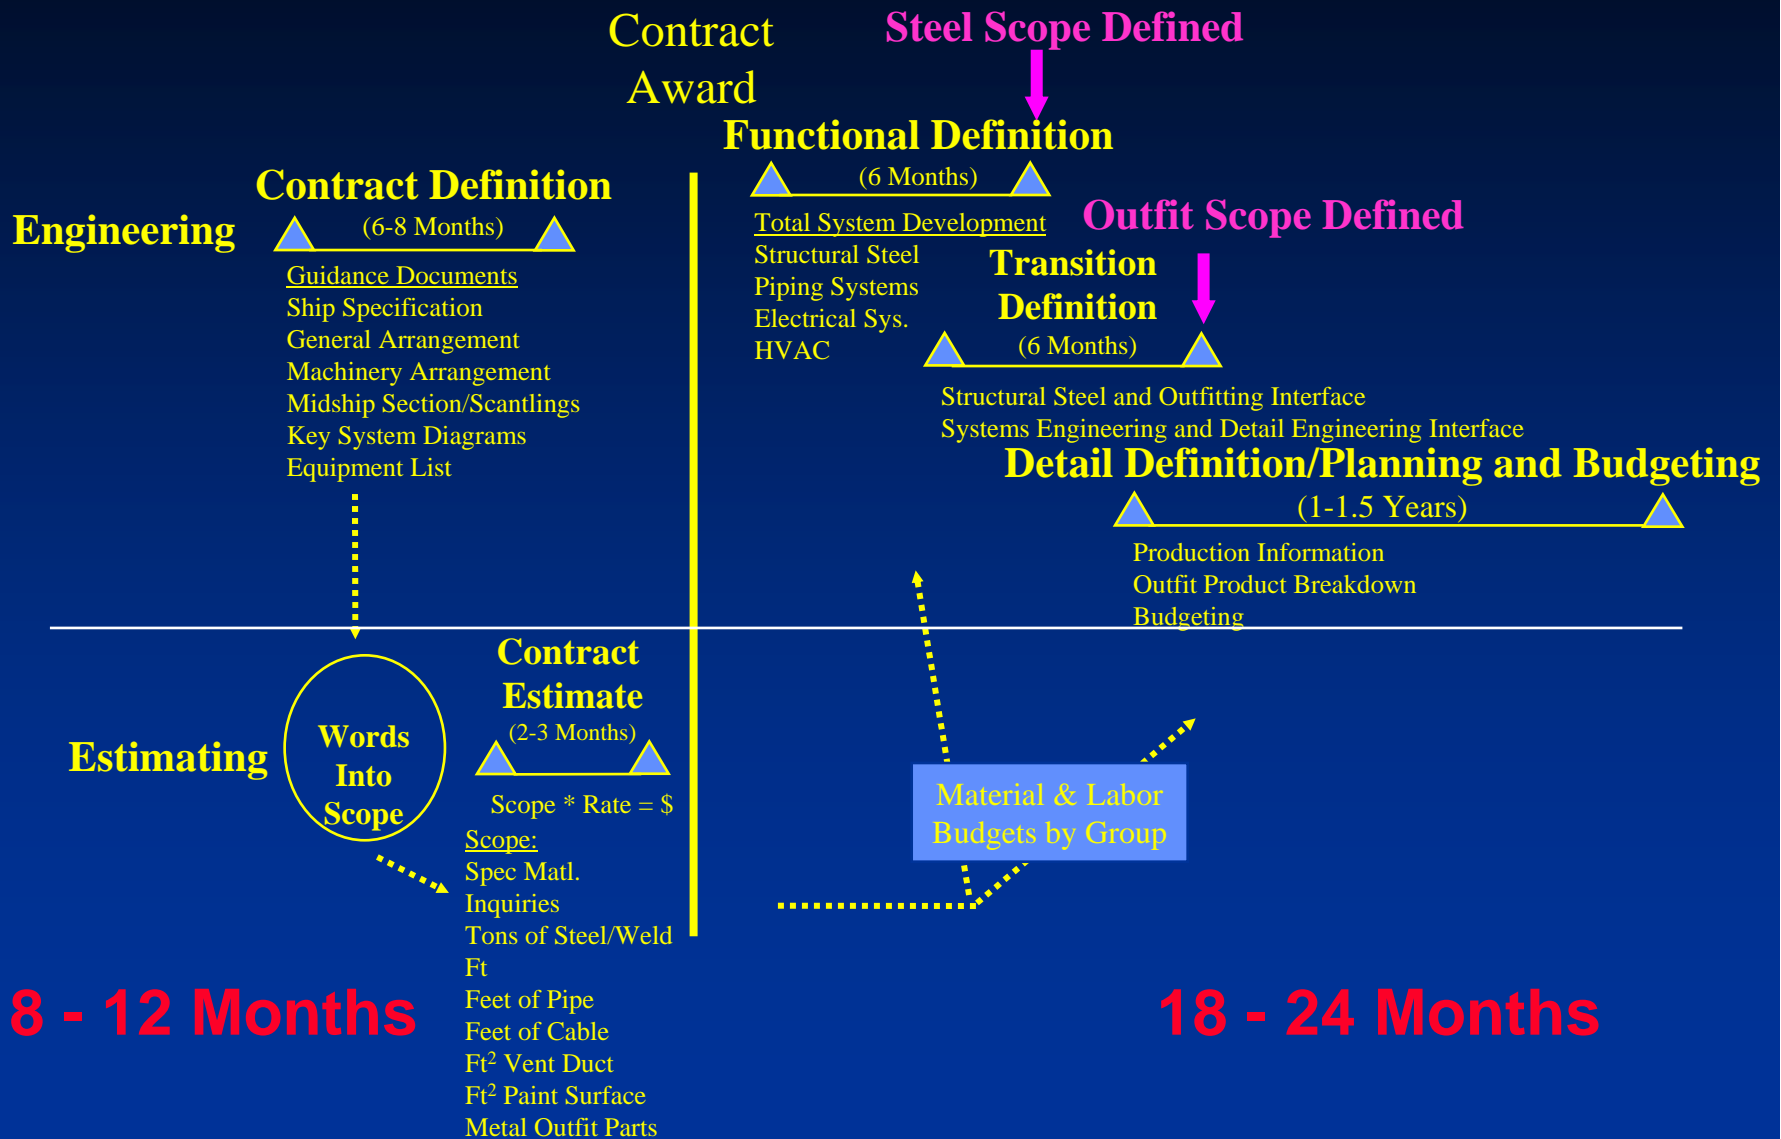 Contract
Award
Steel Scope Defined
Functional Definition
(6 Months)
Total System Development
Structural Steel
Piping Systems
Electrical Sys.
HVAC
Contract Definition
(6-8 Months)
Engineering
Guidance Documents
Ship Specification
General Arrangement
Machinery Arrangement
Midship Section/Scantlings
Key System Diagrams
Equipment List
Outfit Scope Defined
Transition
Definition
(6 Months)
Structural Steel and Outfitting Interface
Systems Engineering and Detail Engineering Interface
Detail Definition/Planning and Budgeting
(1-1.5 Years)
Production Information
Outfit Product Breakdown
Budgeting
Estimating
Words
Into
Scope
Contract
Estimate
(2-3 Months)
Scope * Rate = $
Scope:
Spec Matl.
Inquiries
Tons of Steel/Weld
Ft
Feet of Pipe
Feet of Cable
Ft² Vent Duct
Ft² Paint Surface
Metal Outfit Parts
Material & Labor
Budgets by Group
8 - 12 Months
18 - 24 Months